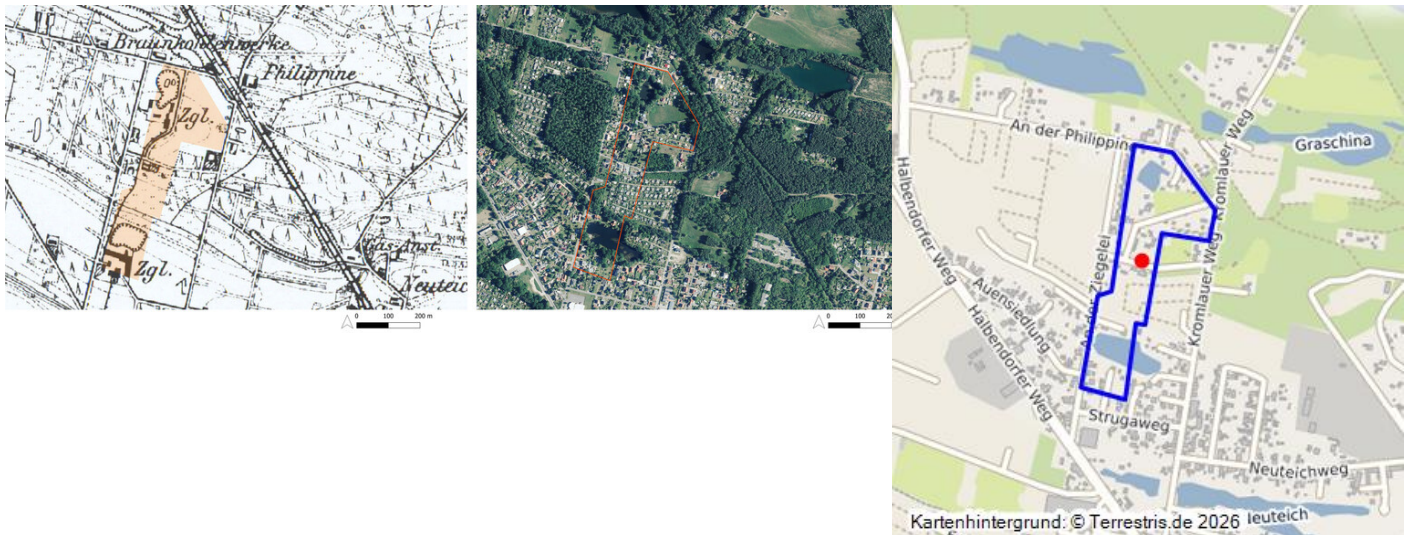 Braunkohlenwerke
Philippine
Zgl.
Gas-Anst.
Zgl.
Neuteic
0 100 200 m
0 100 20
An der Philippin
Kromlauer Weg
Graschina
Halbendorfer Weg
An der Ziegelei
Auensiedlung
Kromlauer Weg
Halbendorfer Weg
Strugaweg
Neuteichweg
Kartenhintergrund: © Terrestris.de 2026
Neuteich